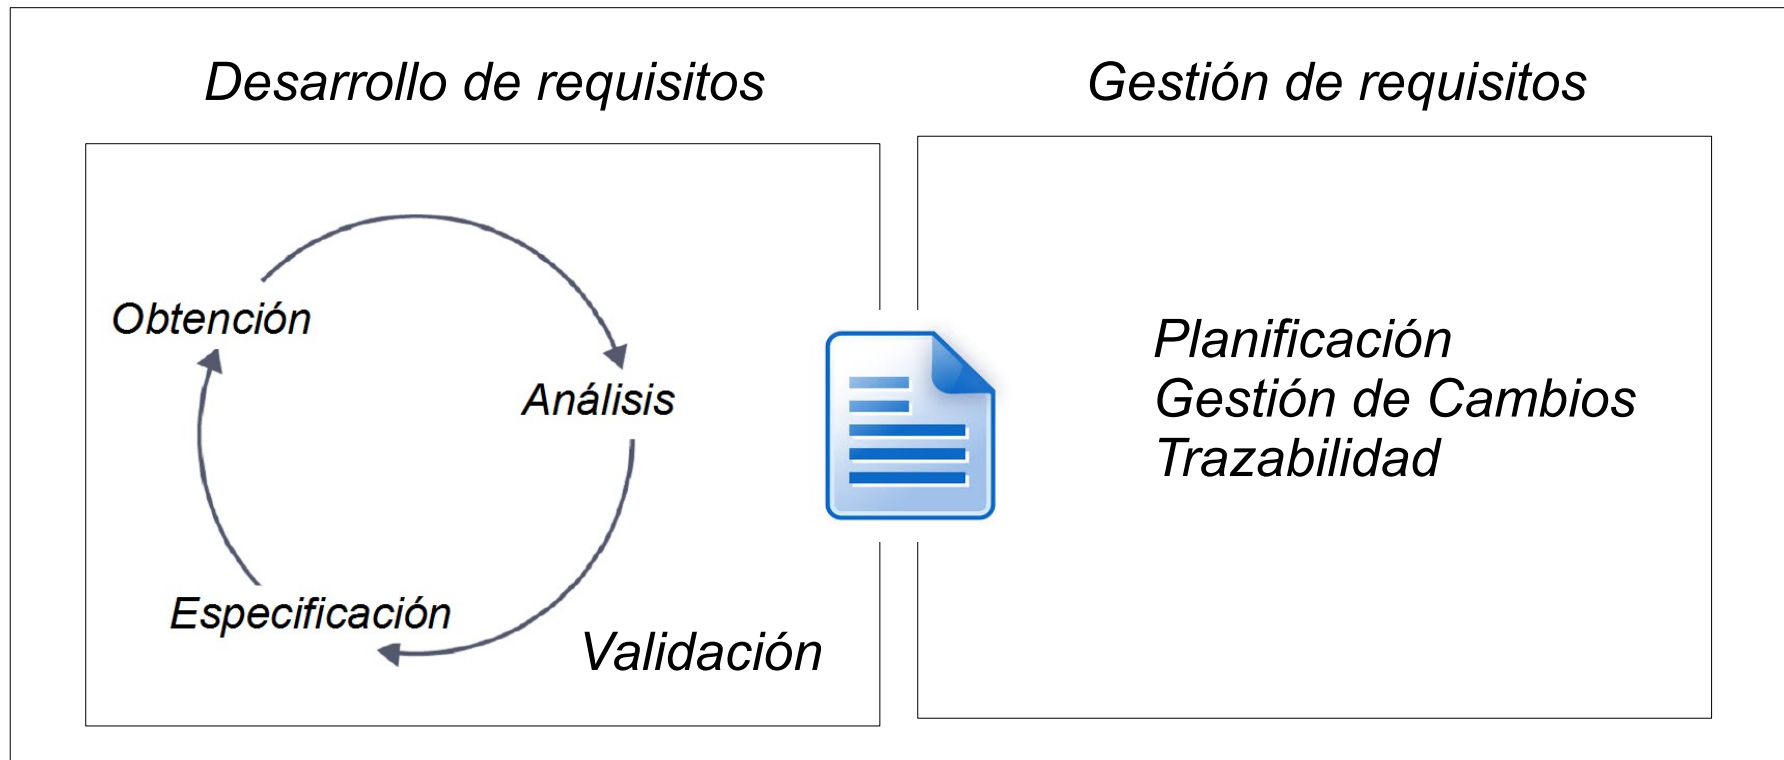 Desarrollo de requisitos
Gestión de requisitos
Obtención
Análisis
Especificación
Validación
Planificación
Gestión de Cambios
Trazabilidad